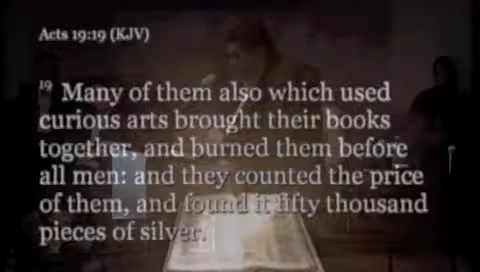 Acts 19:19 (KJV)
19 Many of them also which used
curious arts brought their books
together, and burned them before
all men: and they counted the price
of them, and found it fifty thousand
pieces of silver.